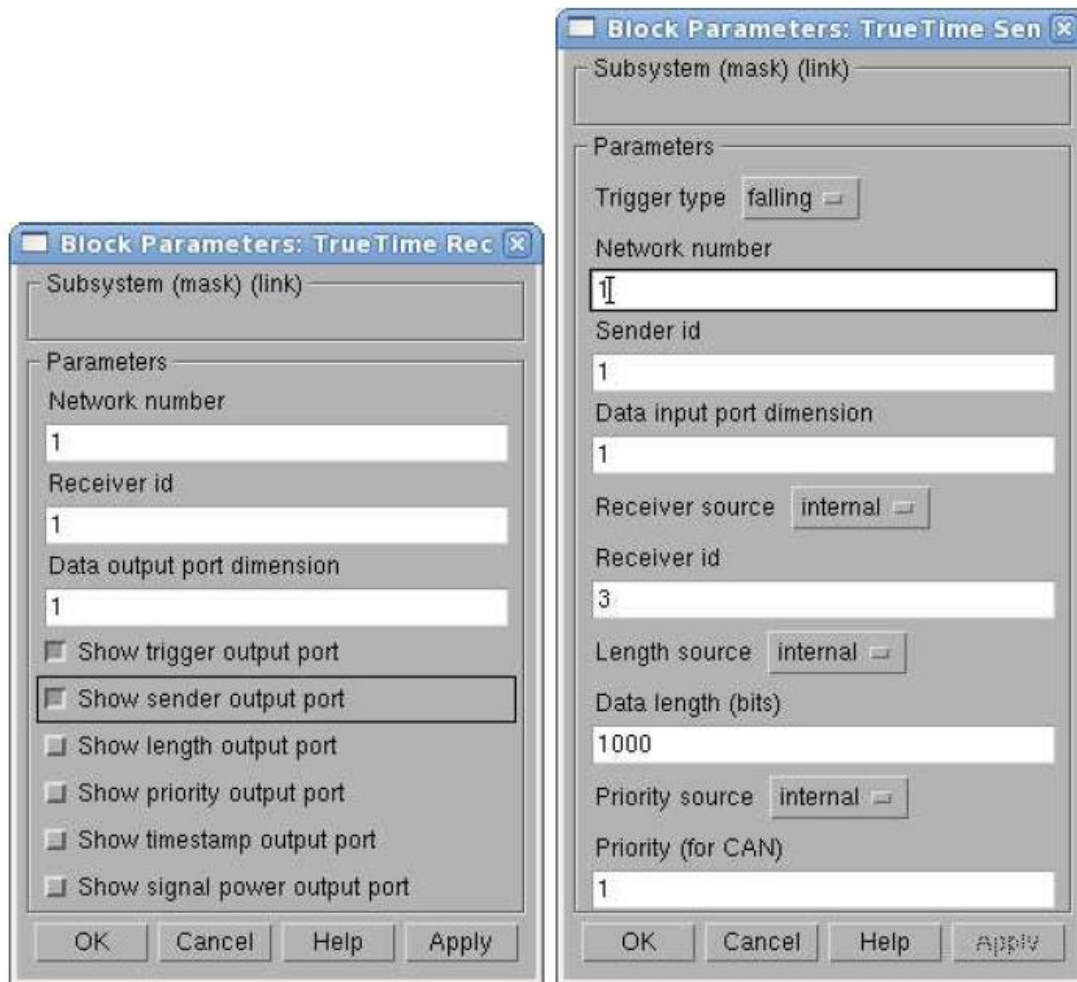 Block Parameters: TrueTime Rec
Subsystem (mask) (link)
Parameters
Network number
1
Receiver id
1
Data output port dimension
1
Show trigger output port
Show sender output port
Show length output port
Show priority output port
Show timestamp output port
Show signal power output port
OK Cancel Help Apply
Block Parameters: TrueTime Sen
Subsystem (mask) (link)
Parameters
Trigger type falling
Network number
1
Sender id
1
Data input port dimension
1
Receiver source internal
Receiver id
3
Length source internal
Data length (bits)
1000
Priority source internal
Priority (for CAN)
1
OK Cancel Help Apply